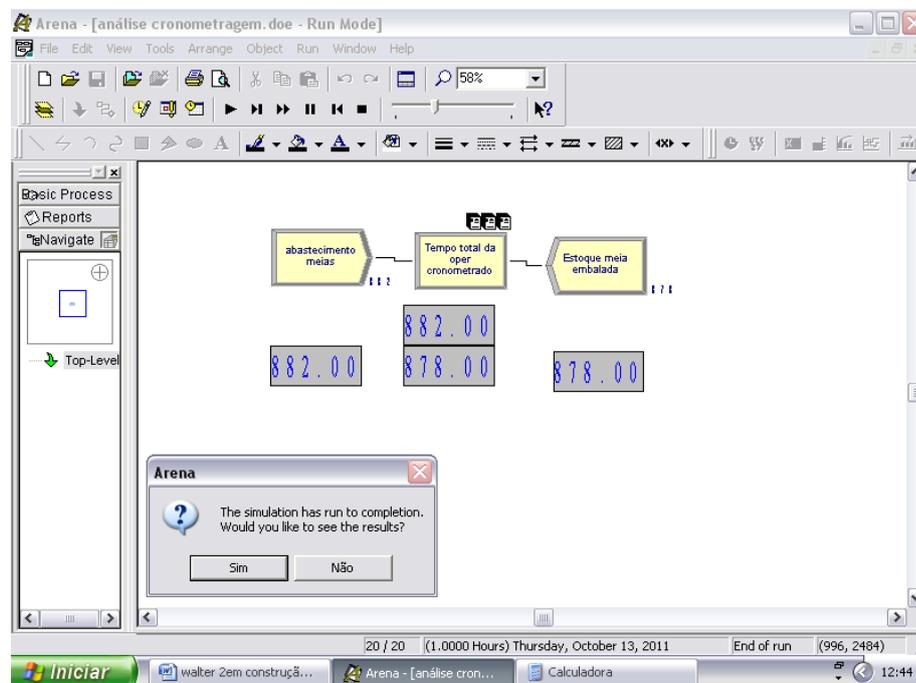 Arena - [análise cronometragem.doe - Run Mode]
File Edit View Tools Arrange Object Run Window Help
58%
Basic Process
Reports
Navigate
Top-Level
abastecimento
meias
882
Tempo total da
oper
cronometrado
Estoque meia
embalada
878
882.00
882.00
878.00
878.00
Arena
The simulation has run to completion.
Would you like to see the results?
Sim Não
20 / 20 (1.0000 Hours) Thursday, October 13, 2011 End of run (996, 2484)
Iniciar walter 2em construçã... Arena - [análise cron... Calculadora 12:44